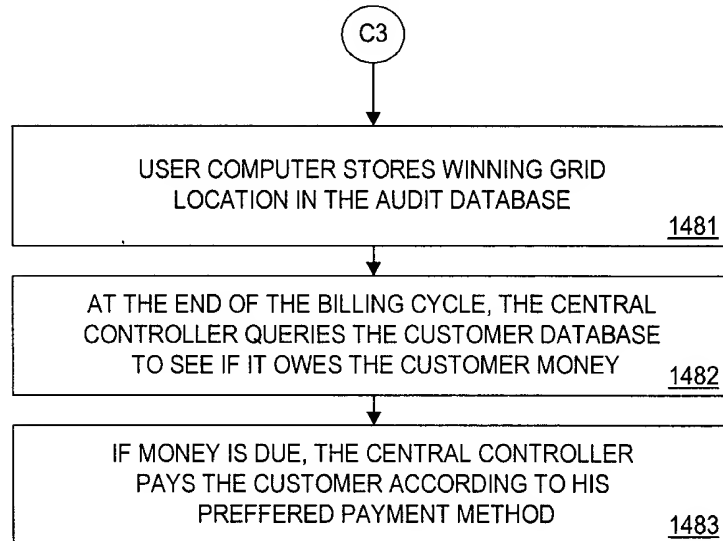 C3
USER COMPUTER STORES WINNING GRID
LOCATION IN THE AUDIT DATABASE
1481
AT THE END OF THE BILLING CYCLE, THE CENTRAL
CONTROLLER QUERIES THE CUSTOMER DATABASE
TO SEE IF IT OWES THE CUSTOMER MONEY
1482
IF MONEY IS DUE, THE CENTRAL CONTROLLER
PAYS THE CUSTOMER ACCORDING TO HIS
PREFFERED PAYMENT METHOD
1483